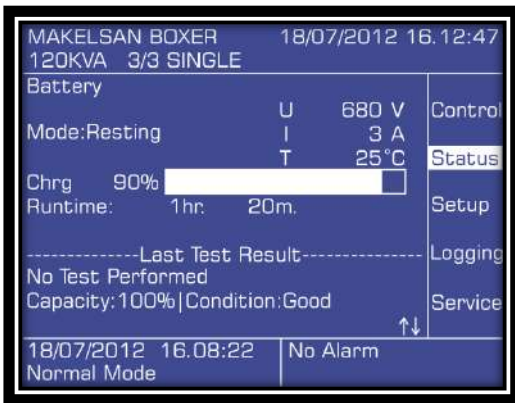 MAKELSAN BOXER 18/07/2012 16.12:47
120KVA 3/3 SINGLE
Battery
U 680 V
Mode:Resting I 3 A
T 25°C
Chrg 90%
Runtime: 1hr. 20m.
--------------Last Test Result---------------
No Test Performed
Capacity:100%|Condition:Good
↑↓
Control
Status
Setup
Logging
Service
18/07/2012 16.08:22 No Alarm
Normal Mode